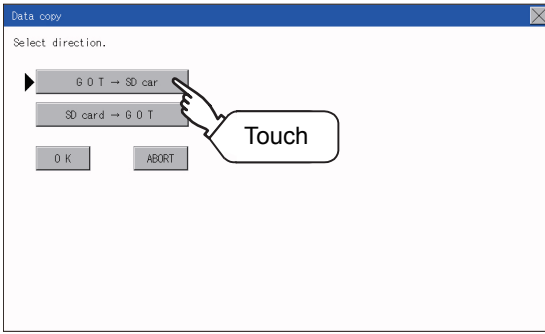 Data copy
Select direction.
G O T → SD car
SD card → G O T
O K
ABORT
Touch